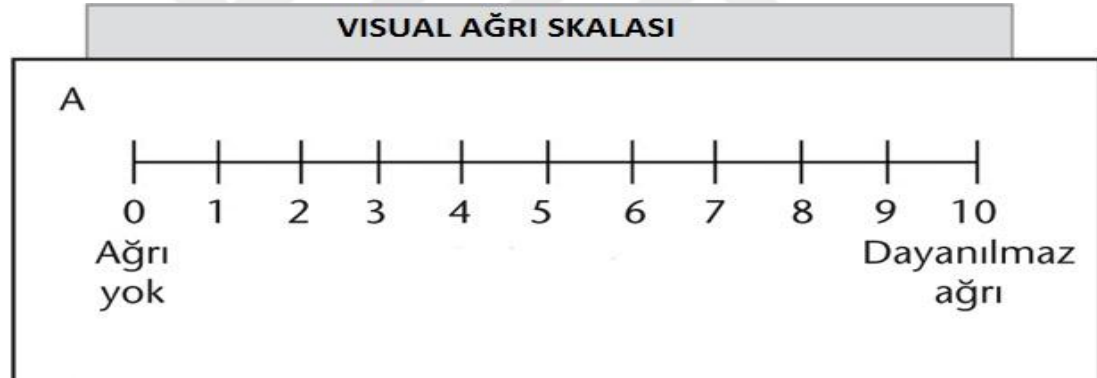 VISUAL AĞRI SKALASI
A
0 1 2 3 4 5 6 7 8 9 10
Ağrı Dayanılmaz
yok ağrı